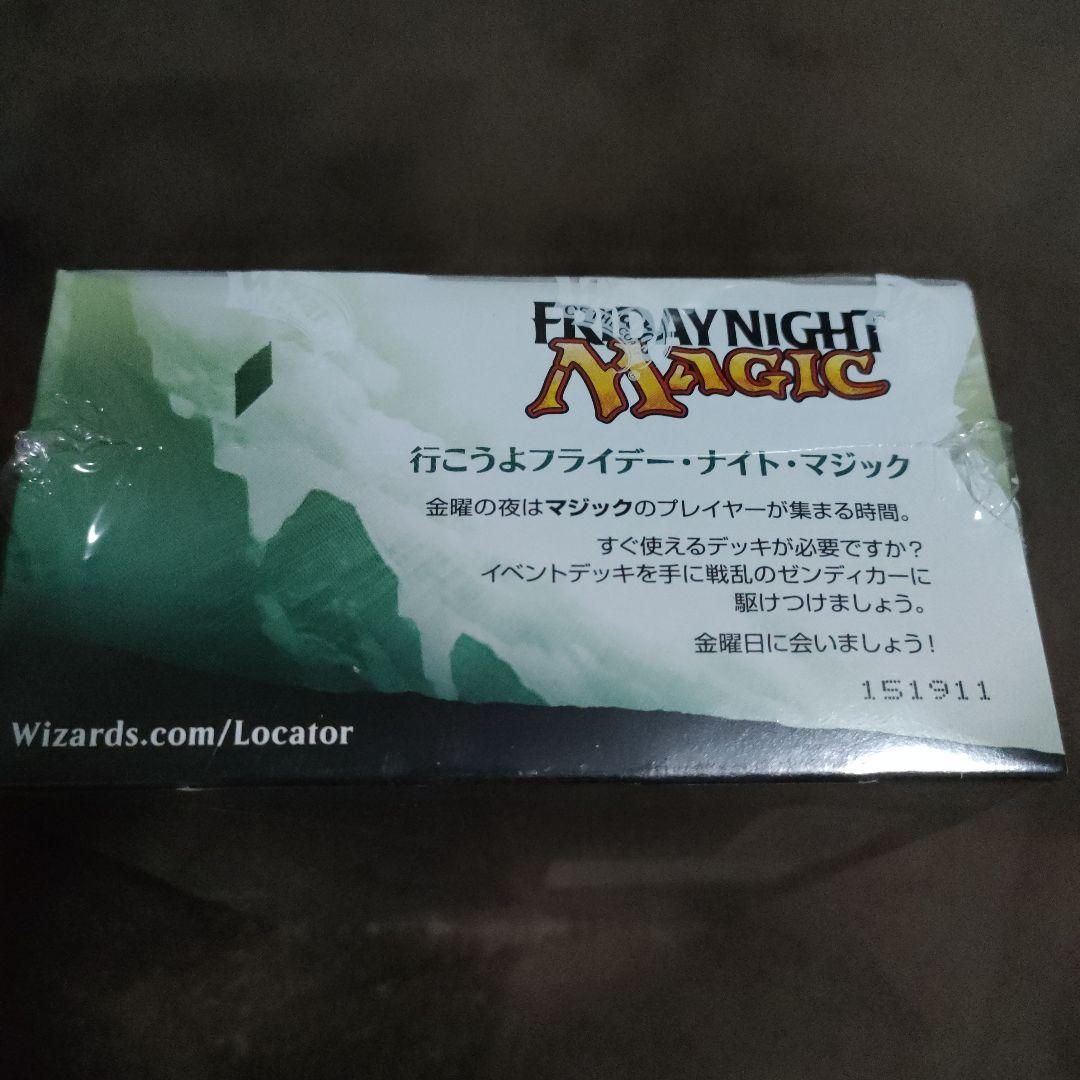 FRIDAY NIGHT
MAGIC
行こうよフライデー・ナイト・マジック
金曜の夜はマジックのプレイヤーが集まる時間。
すぐ使えるデッキが必要ですか?
イベントデッキを手に戦乱のゼンディカーに
駆けつけましょう。
金曜日に会いましょう!
151911
Wizards.com/Locator